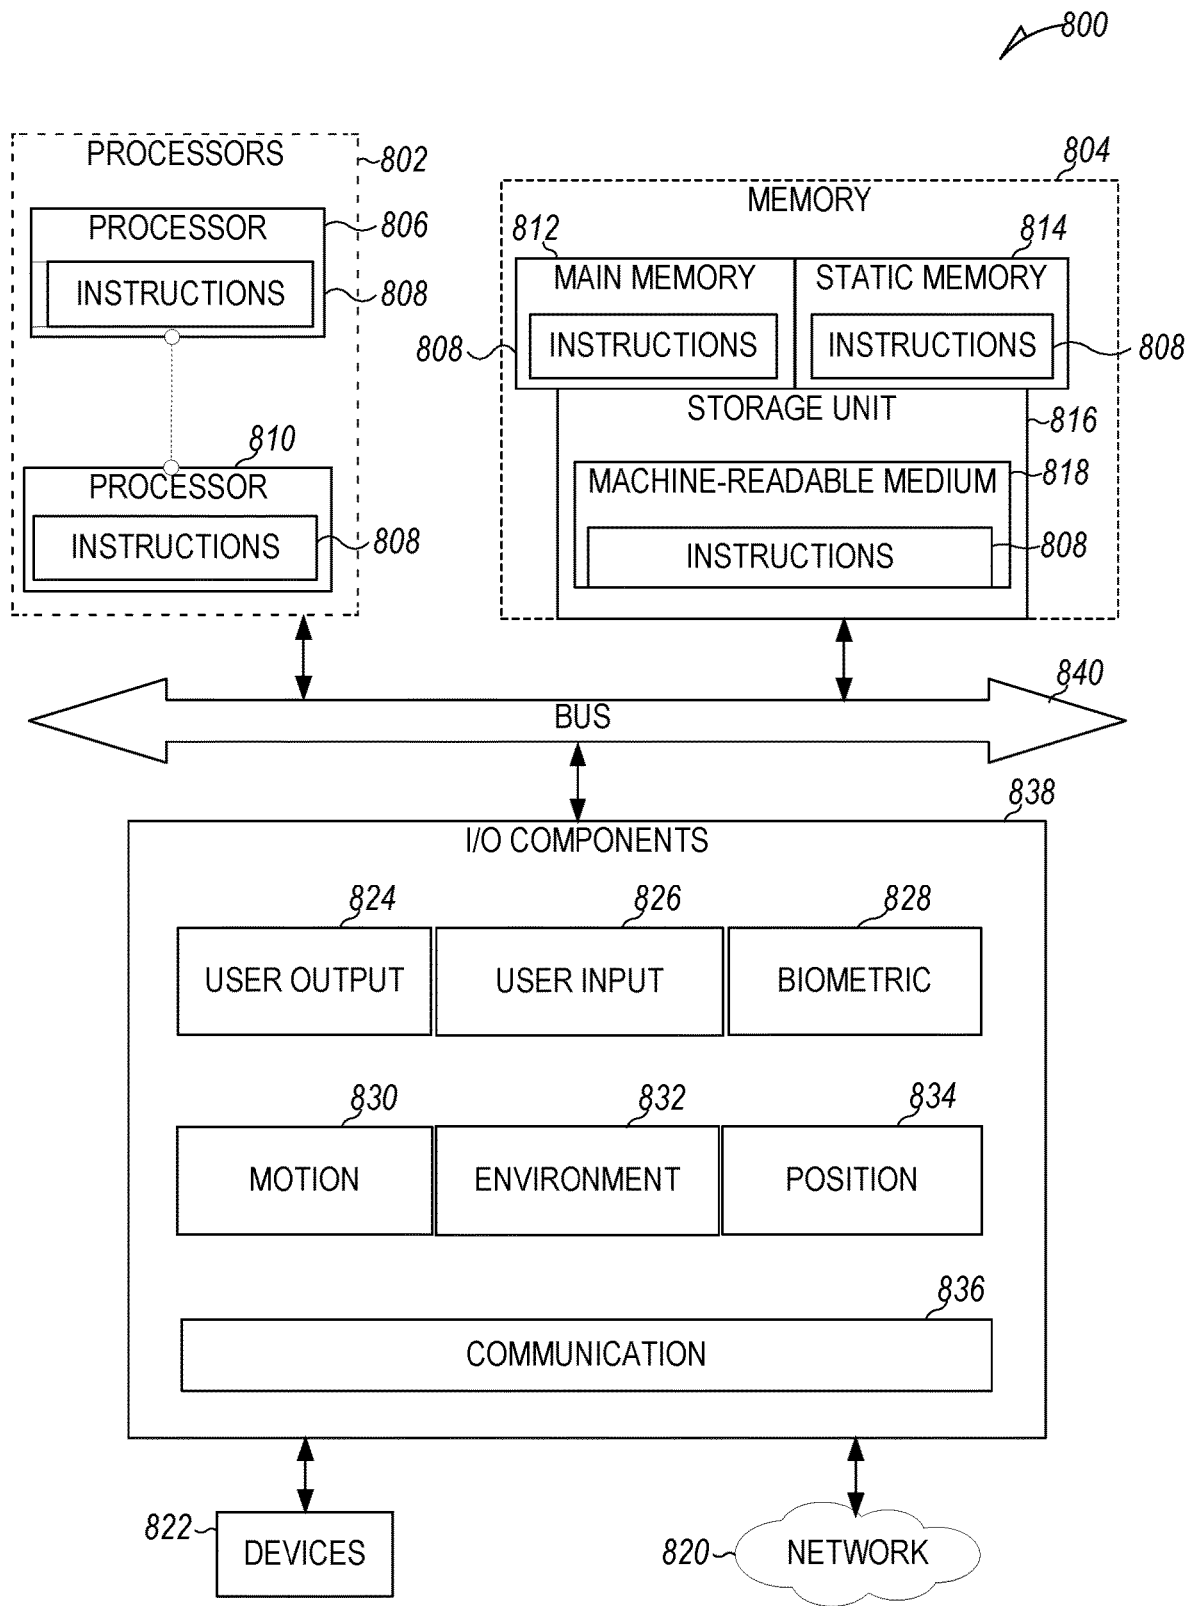 800
PROCESSORS
802
804
MEMORY
PROCESSOR
806
812
814
MAIN MEMORY
STATIC MEMORY
INSTRUCTIONS
808
808
INSTRUCTIONS
INSTRUCTIONS
808
STORAGE UNIT
816
810
PROCESSOR
MACHINE-READABLE MEDIUM
818
INSTRUCTIONS
808
INSTRUCTIONS
808
840
BUS
838
I/O COMPONENTS
824
826
828
USER OUTPUT
USER INPUT
BIOMETRIC
830
832
834
MOTION
ENVIRONMENT
POSITION
836
COMMUNICATION
822
DEVICES
820
NETWORK